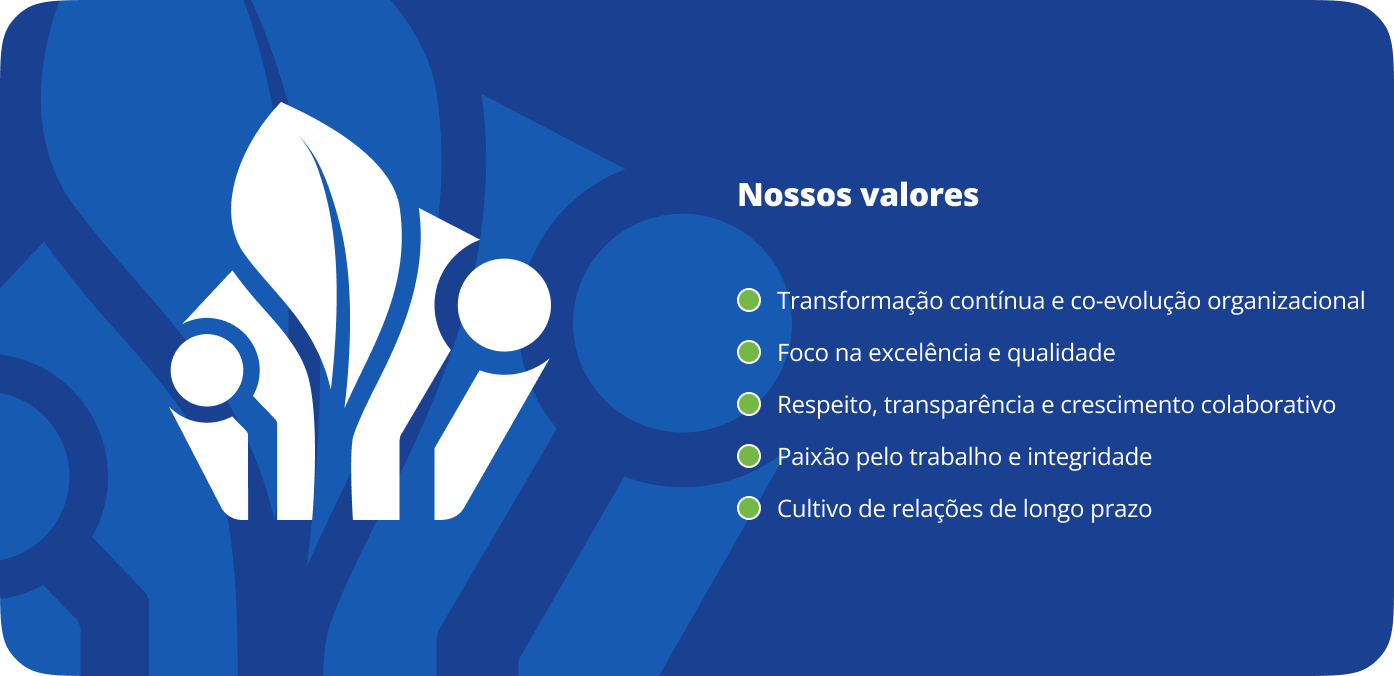 Nossos valores
Transformação contínua e co-evolução organizacional
Foco na excelência e qualidade
Respeito, transparência e crescimento colaborativo
Paixão pelo trabalho e integridade
Cultivo de relações de longo prazo